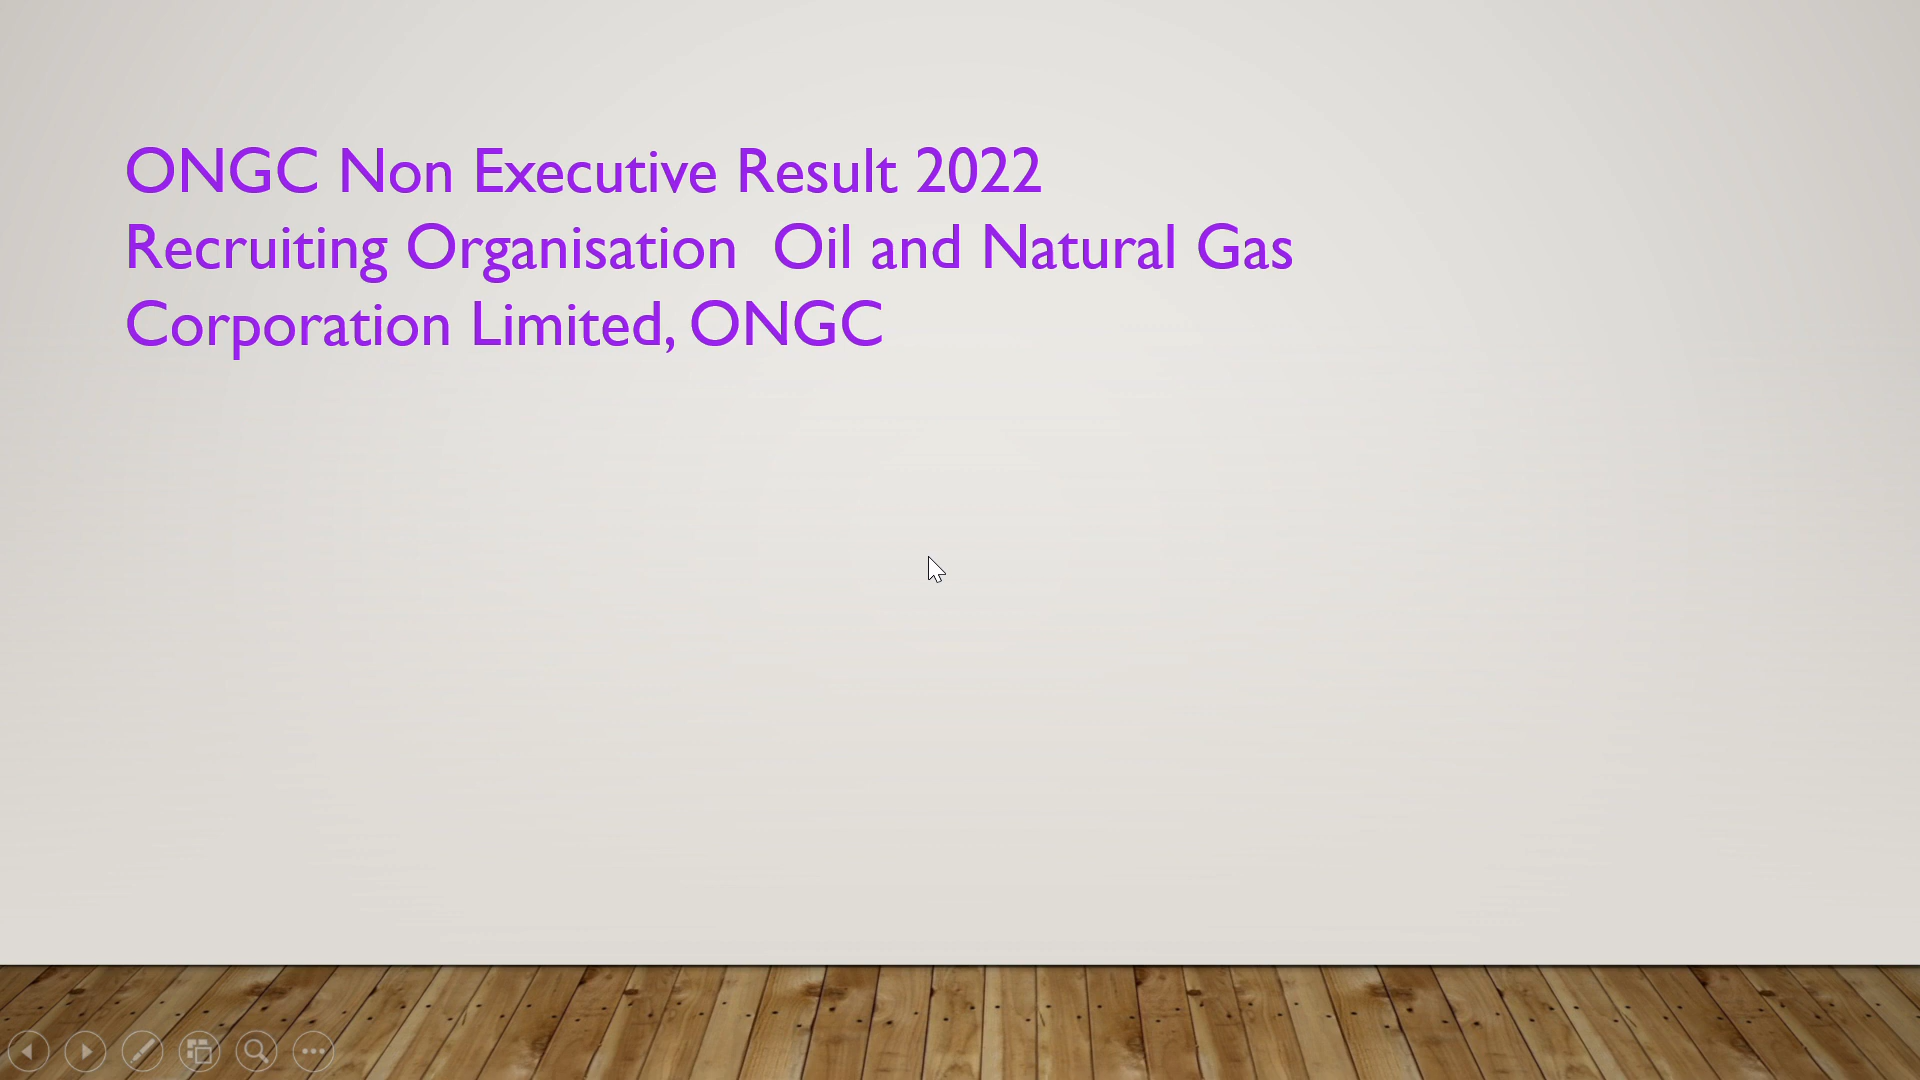 ONGC Non Executive Result 2022
Recruiting Organisation  Oil and Natural Gas
Corporation Limited, ONGC